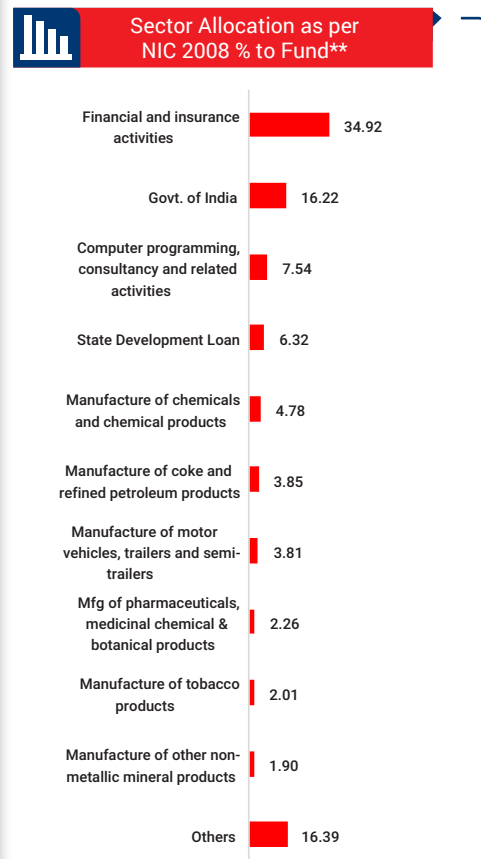 Sector Allocation as per
NIC 2008 % to Fund**
Financial and insurance
activities
34.92
Govt. of India
16.22
Computer programming,
consultancy and related
activities
7.54
State Development Loan
6.32
Manufacture of chemicals
and chemical products
4.78
Manufacture of coke and
refined petroleum products
3.85
Manufacture of motor
vehicles, trailers and semi-
trailers
3.81
Mfg of pharmaceuticals,
medicinal chemical &
botanical products
2.26
Manufacture of tobacco
products
2.01
Manufacture of other non-
metallic mineral products
1.90
Others
16.39